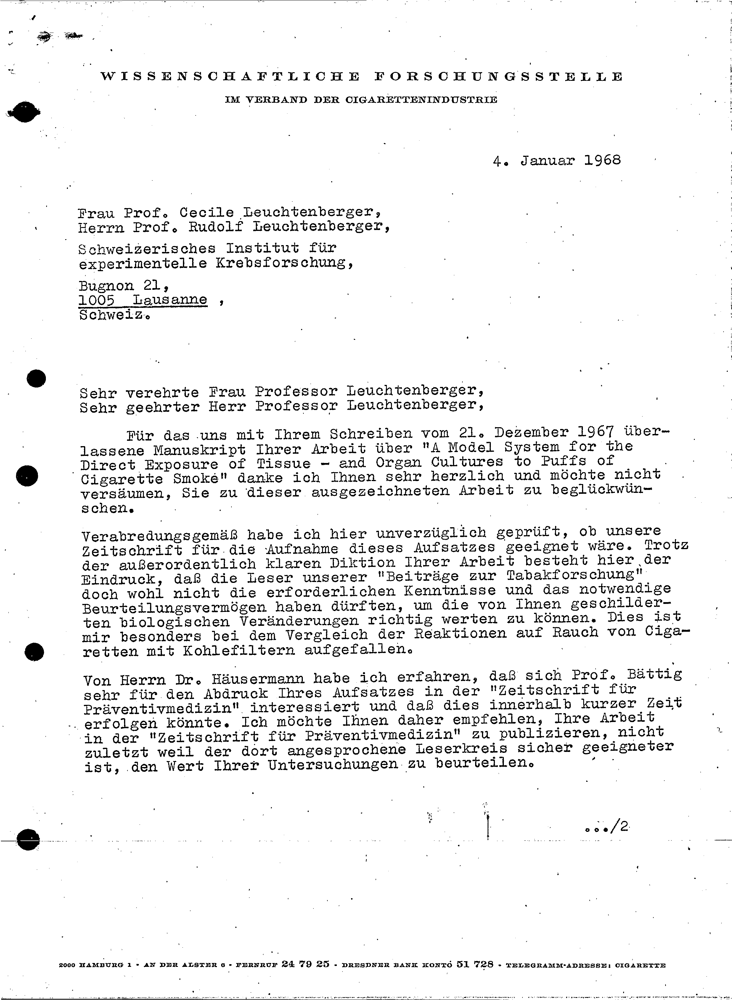 WISSENSCHAFTLICHE FORSCHUNGSSTELLE
IM VERBAND DER CIGARETTENINDUSTRIE
4. Januar 1968
Frau Prof. Cecile Leuchtenberger,
Herrn Prof. Rudolf Leuchtenberger,
Schweizerisches Institut für
experimentelle Krebsforschung,
Bugnon 21,
1005 Lausanne ,
Schweiz.
Sehr verehrte Frau Professor Leuchtenberger,
Sehr geehrter Herr Professor Leuchtenberger,
Für das uns mit Ihrem Schreiben vom 21. Dezember 1967 über-
lassene Manuskript Ihrer Arbeit über "A Model System for the
Direct Exposure of Tissue - and Organ Cultures to Puffs of
Cigarette Smoke" danke ich Ihnen sehr herzlich und möchte nicht
versäumen, Sie zu dieser ausgezeichneten Arbeit zu beglückwün-
schen.
Verabredungsgemäß habe ich hier unverzüglich geprüft, ob unsere
Zeitschrift für die Aufnahme dieses Aufsatzes geeignet wäre. Trotz
der außerordentlich klaren Diktion Ihrer Arbeit besteht hier der
Eindruck, daß die Leser unserer "Beiträge zur Tabakforschung"
doch wohl nicht die erforderlichen Kenntnisse und das notwendige
Beurteilungsvermögen haben dürften, um die von Ihnen geschilder-
ten biologischen Veränderungen richtig werten zu können. Dies ist
mir besonders bei dem Vergleich der Reaktionen auf Rauch von Ciga-
retten mit Kohlefiltern aufgefallen.
Von Herrn Dr. Häusermann habe ich erfahren, daß sich Prof. Bättig
sehr für den Abdruck Ihres Aufsatzes in der "Zeitschrift für
Präventivmedizin" interessiert und daß dies innerhalb kurzer Zeit
erfolgen könnte. Ich möchte Ihnen daher empfehlen, Ihre Arbeit
in der "Zeitschrift für Präventivmedizin" zu publizieren, nicht
zuletzt weil der dort angesprochene Leserkreis sicher geeigneter
ist, den Wert Ihrer Untersuchungen zu beurteilen.
.../2
2000 HAMBURG 1 - AN DER ALSTER 6 - FERNRUF 24 79 25 - DRESDNER BANK KONTO 51 728 - TELEGRAMM-ADRESSE: CIGARETTE